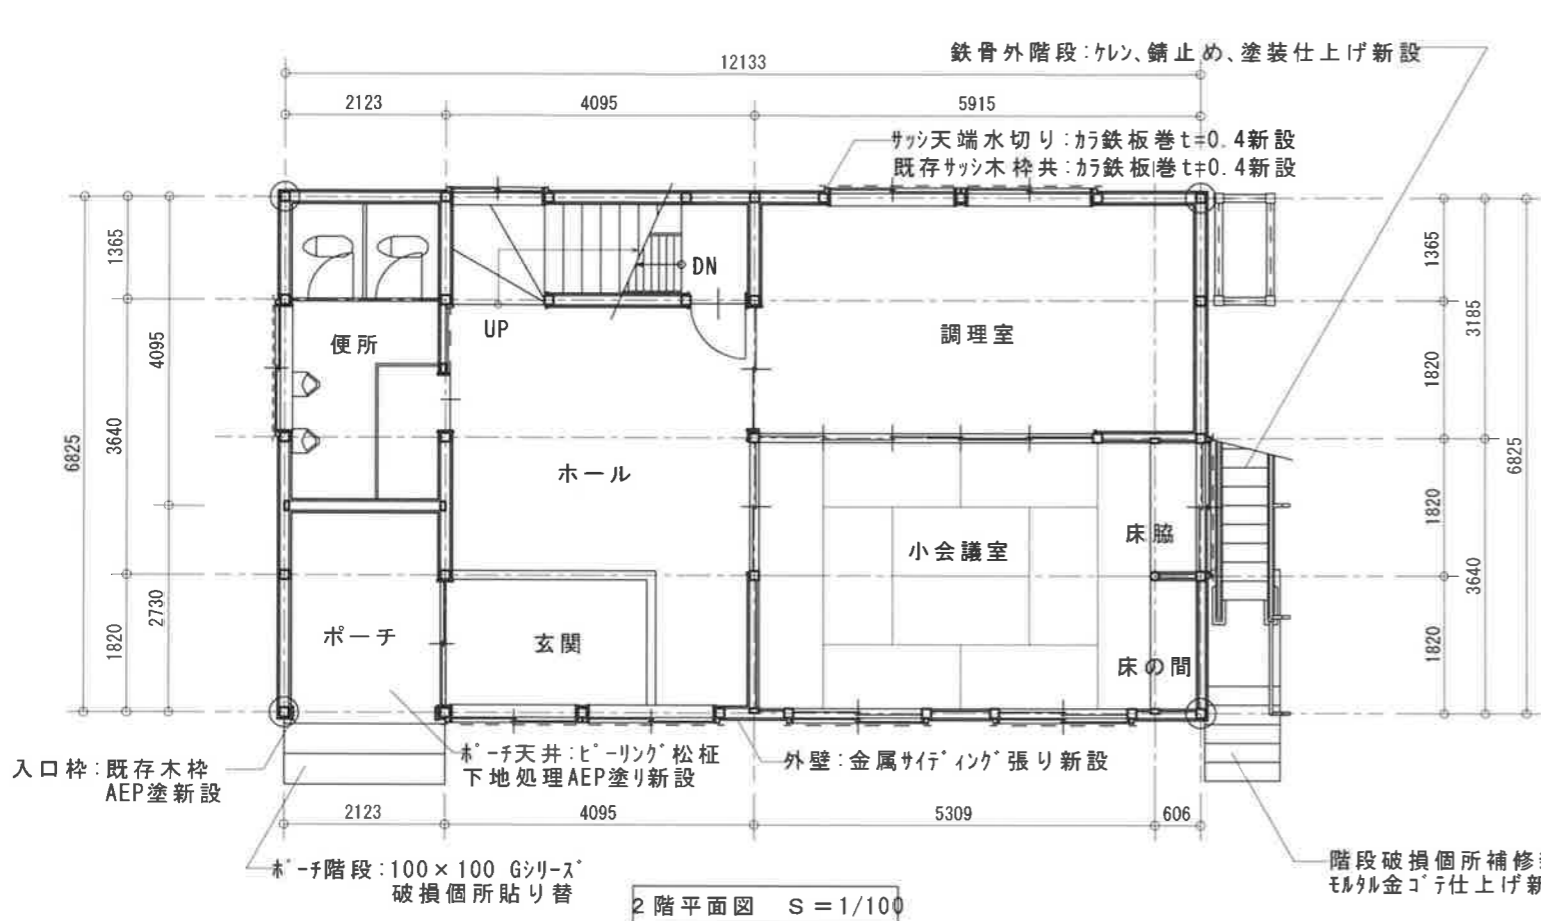 鉄骨外階段：ケレン、錆止め、塗装仕上げ新設
12133
2123
4095
5915
サッシ天端水切り：カラ鉄板巻t=0.4新設
既存サッシ木枠共：カラ鉄板巻t=0.4新設
DN
UP
便所
調理室
ホール
小会議室
床脇
床の間
ポーチ
玄関
6825
1365
3640
1820
4095
2730
1365
1820
1820
1820
3185
3640
6825
入口枠：既存木枠
AEP塗新設
ポーチ天井：ピーリング松柾
下地処理AEP塗り新設
外壁：金属サイディング張り新設
2123
4095
5309
606
ポーチ階段：100×100 Gシリーズ
破損個所貼り替
階段破損個所補修
モルタル金ゴテ仕上げ新
2階平面図 S=1/100